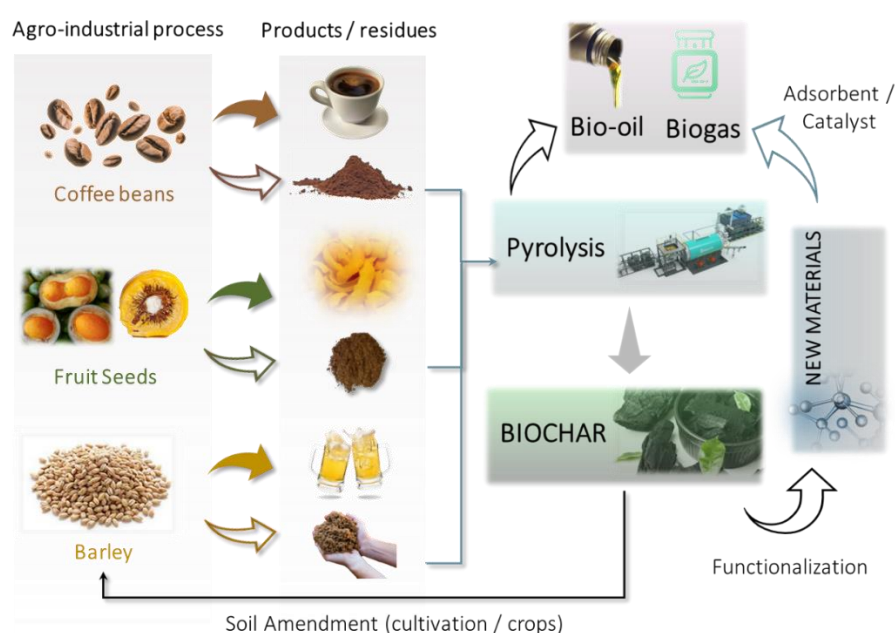 Agro-industrial process
Products / residues
Coffee beans
Fruit Seeds
Barley
Bio-oil
Biogas
Adsorbent /
Catalyst
Pyrolysis
NEW MATERIALS
BIOCHAR
Functionalization
Soil Amendment (cultivation / crops)